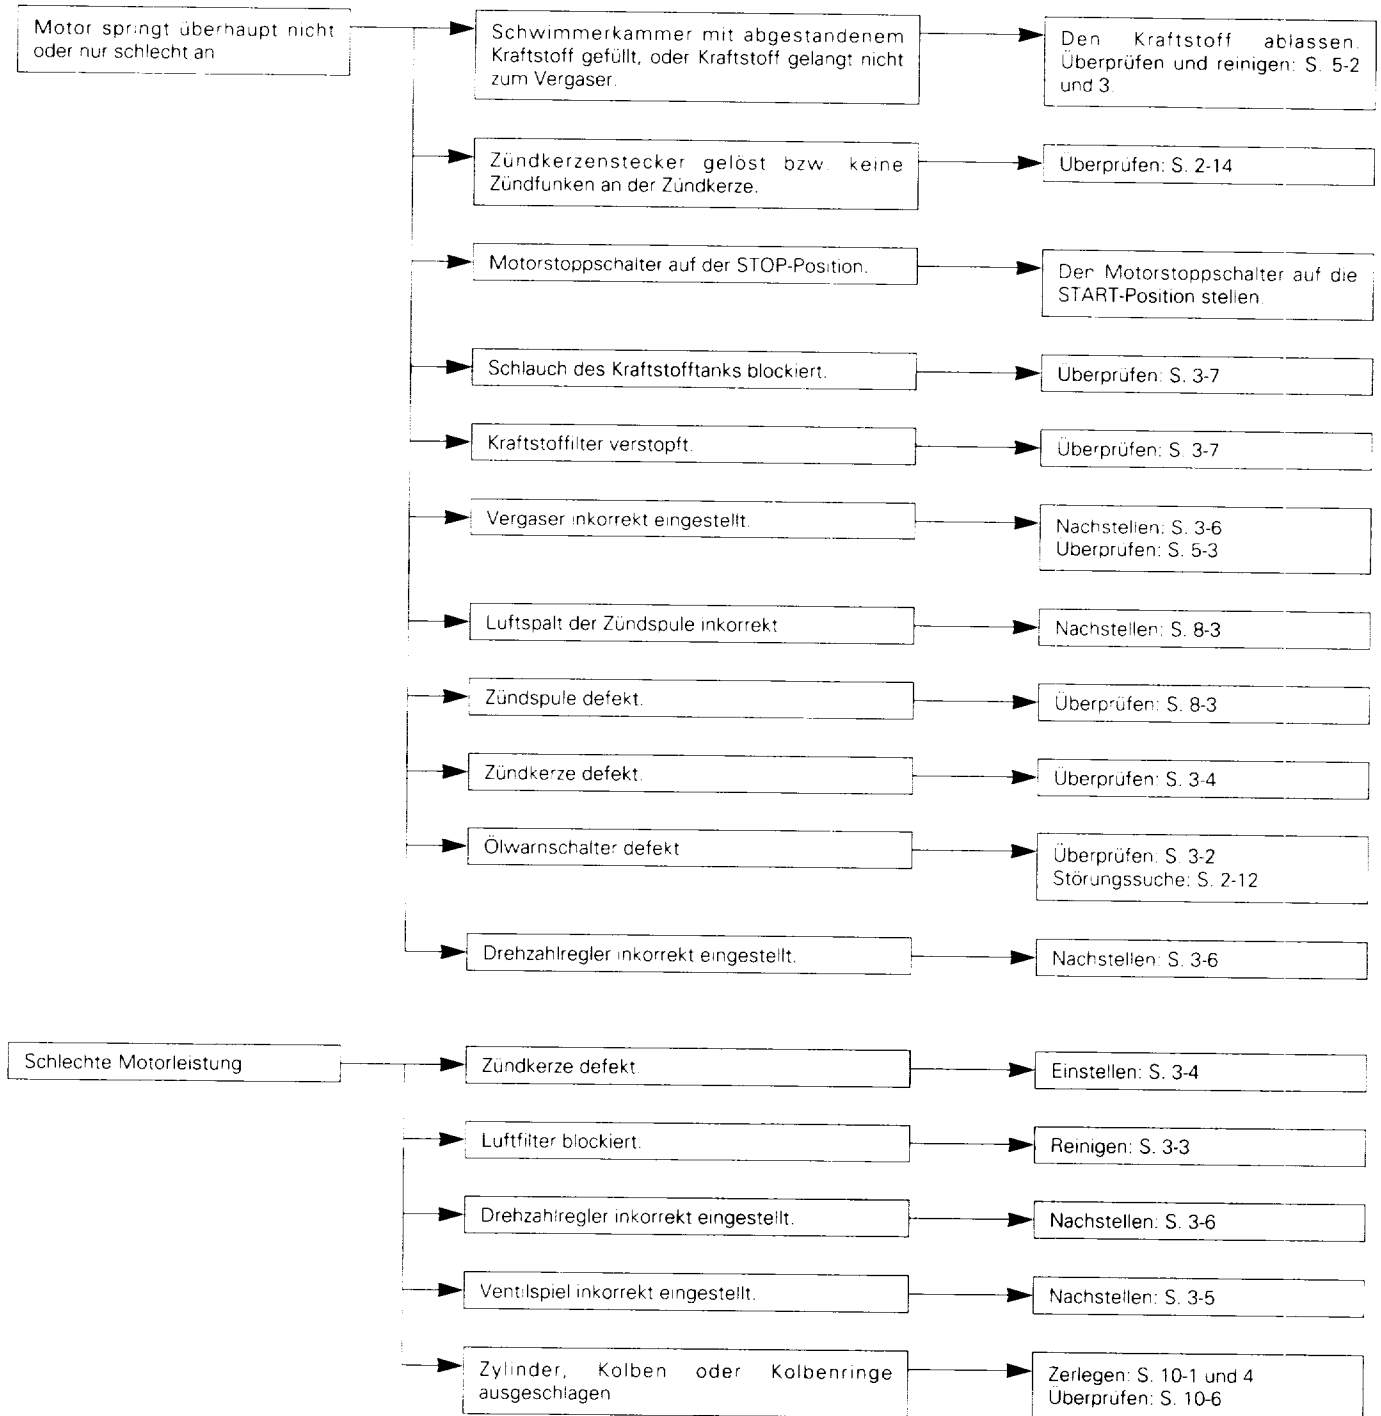 Motor springt überhaupt nicht
oder nur schlecht an
Schwimmerkammer mit abgestandenem
Kraftstoff gefüllt, oder Kraftstoff gelangt nicht
zum Vergaser.
Den Kraftstoff ablassen.
Überprüfen und reinigen: S. 5-2
und 3.
Zündkerzenstecker gelöst bzw. keine
Zündfunken an der Zündkerze.
Überprüfen: S. 2-14
Motorstoppschalter auf der STOP-Position.
Den Motorstoppschalter auf die
START-Position stellen.
Schlauch des Kraftstofftanks blockiert.
Überprüfen: S. 3-7
Kraftstoffilter verstopft.
Überprüfen: S. 3-7
Vergaser inkorrekt eingestellt.
Nachstellen: S. 3-6
Überprüfen: S. 5-3
Luftspalt der Zündspule inkorrekt
Nachstellen: S. 8-3
Zündspule defekt.
Überprüfen: S. 8-3
Zündkerze defekt.
Überprüfen: S. 3-4
Ölwarnschalter defekt
Überprüfen: S. 3-2
Störungssuche: S. 2-12
Drehzahlregler inkorrekt eingestellt.
Nachstellen: S. 3-6
Schlechte Motorleistung
Zündkerze defekt.
Einstellen: S. 3-4
Luftfilter blockiert.
Reinigen: S. 3-3
Drehzahlregler inkorrekt eingestellt.
Nachstellen: S. 3-6
Ventilspiel inkorrekt eingestellt.
Nachstellen: S. 3-5
Zylinder, Kolben oder Kolbenringe
ausgeschlagen
Zerlegen: S. 10-1 und 4
Überprüfen: S. 10-6